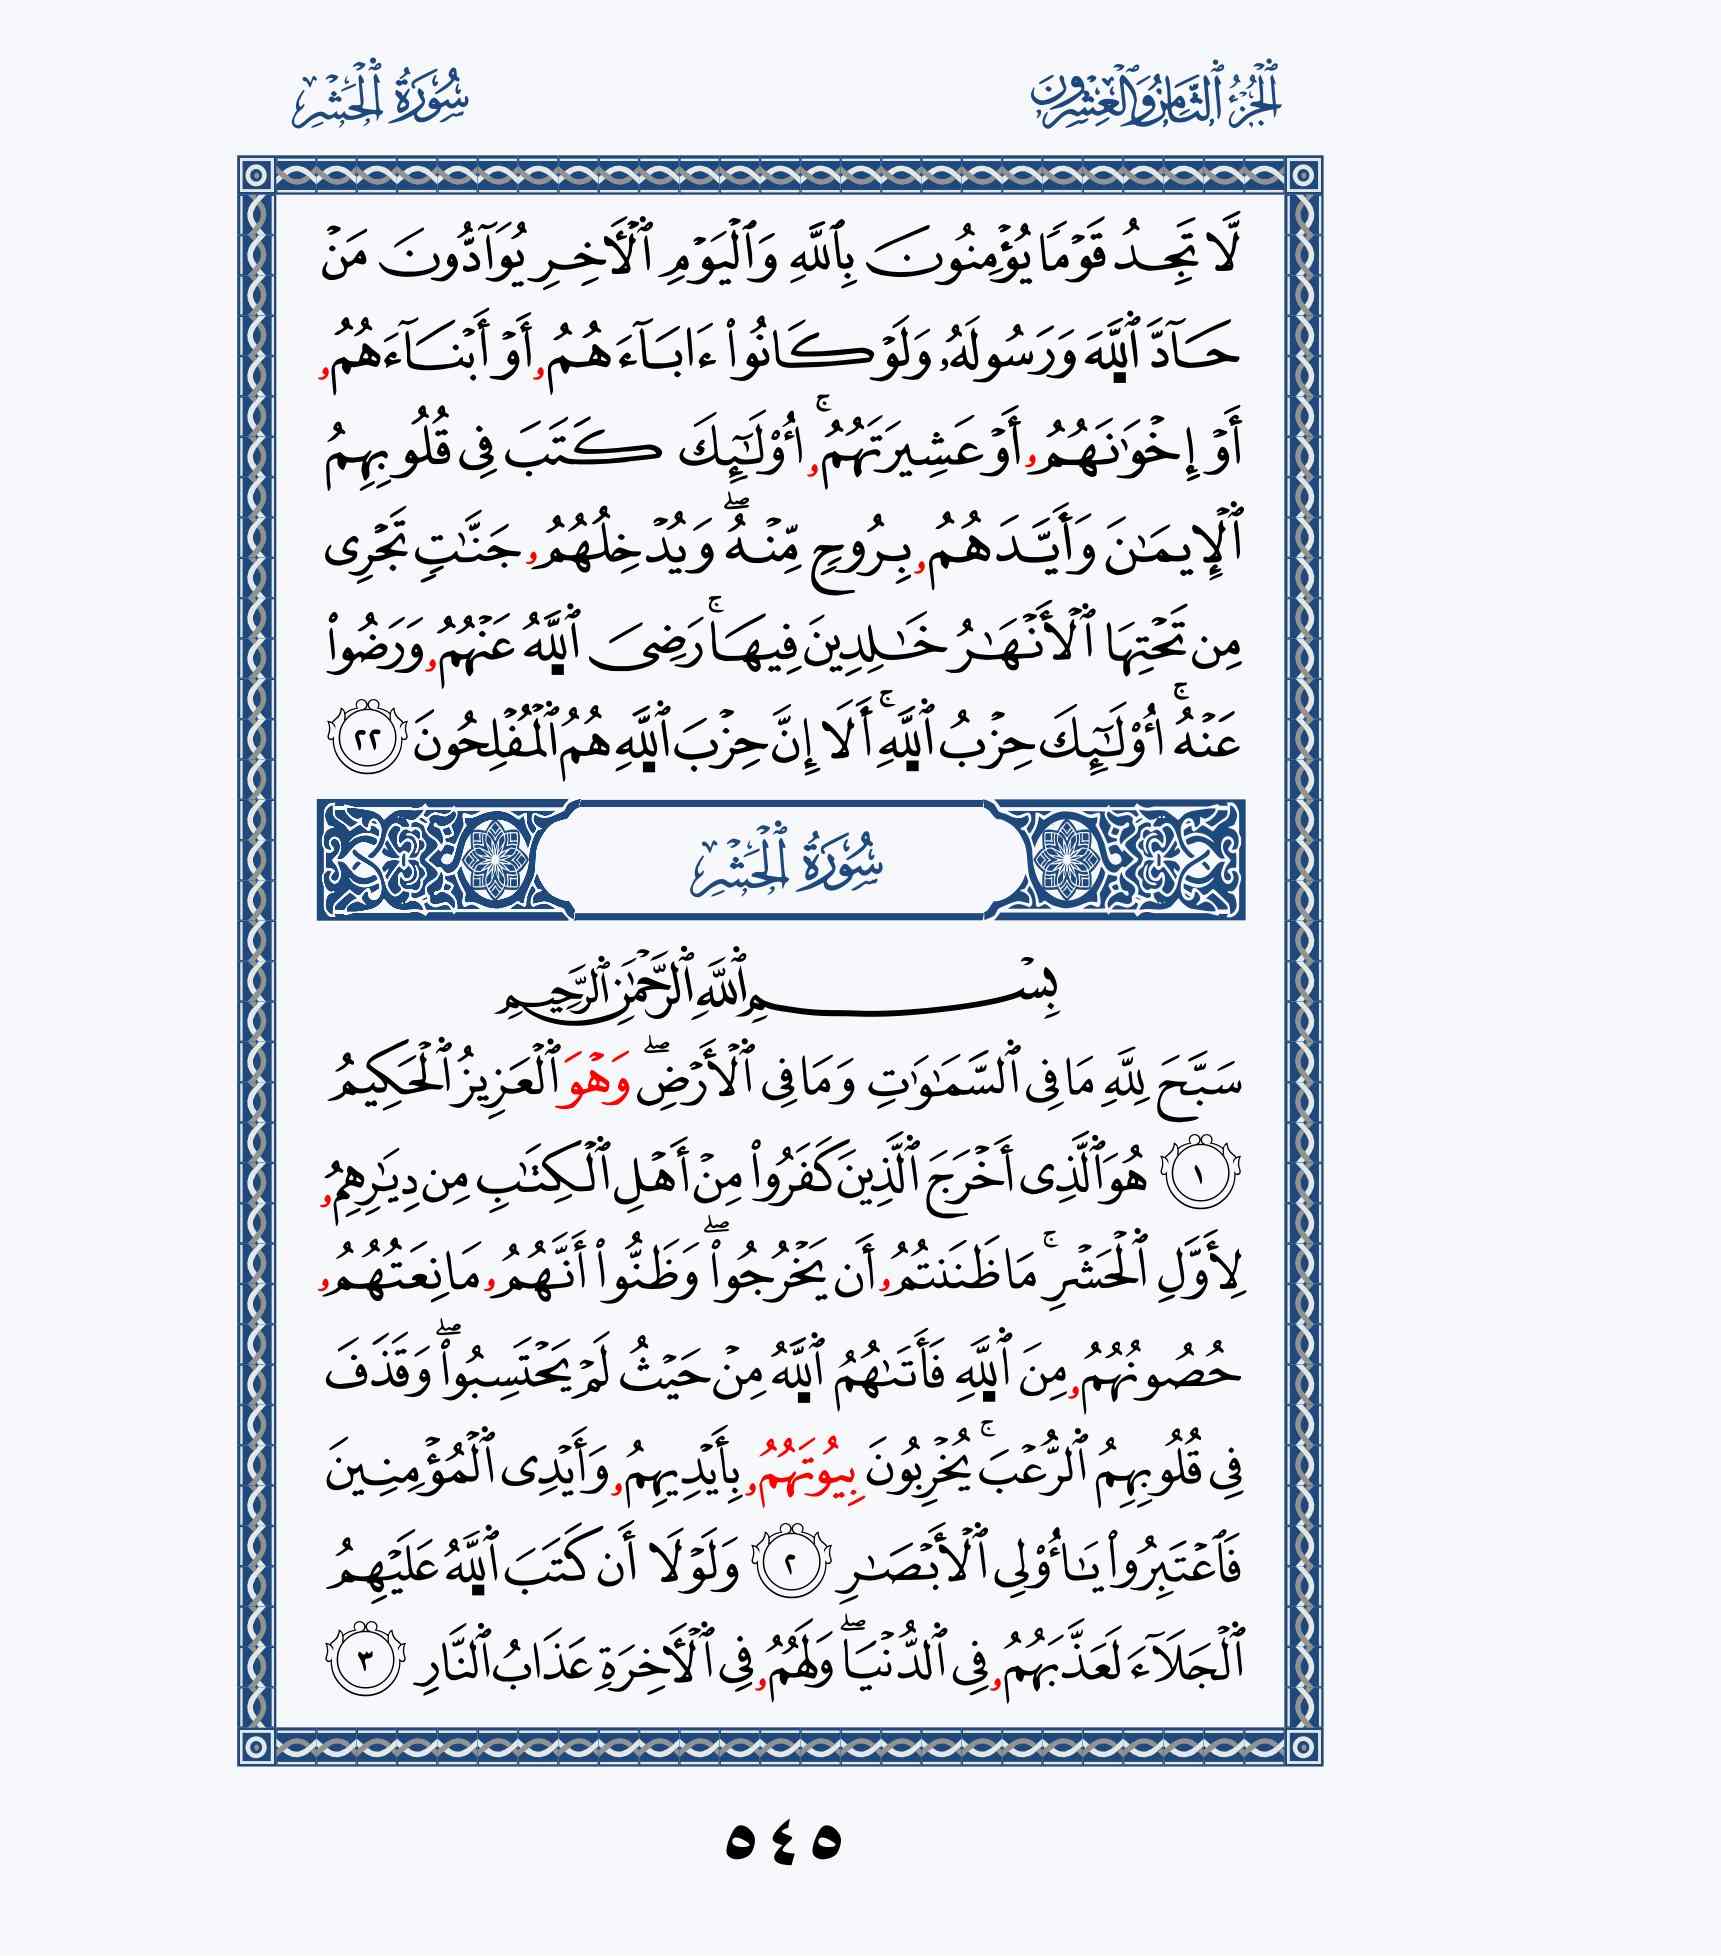 ٱلْجُزْءُ ٱلثَّامِنُ وَٱلْعِشْرُونَ
سُورَةُ ٱلْحَشْرِ
لَّا تَجِدُ قَوْمًا يُؤْمِنُونَ بِٱللَّهِ وَٱلْيَوْمِ ٱلْأٓخِرِ يُوَآدُّونَ مَنْ
حَآدَّ ٱللَّهَ وَرَسُولَهُۥ وَلَوْ كَانُوا۟ ءَابَآءَهُمُۥ أَوْ أَبْنَآءَهُمُۥ
أَوْ إِخْوَٰنَهُمُۥ أَوْ عَشِيرَتَهُمُۥ ۚ أُو۟لَٰٓئِكَ كَتَبَ فِى قُلُوبِهِمُ
ٱلْإِيمَٰنَ وَأَيَّدَهُمُۥ بِرُوحٍ مِّنْهُ ۖ وَيُدْخِلُهُمُۥ جَنَّٰتٍ تَجْرِى
مِن تَحْتِهَا ٱلْأَنْهَٰرُ خَٰلِدِينَ فِيهَا ۚ رَضِىَ ٱللَّهُ عَنْهُمُۥ وَرَضُوا۟
عَنْهُ ۚ أُو۟لَٰٓئِكَ حِزْبُ ٱللَّهِ ۚ أَلَا إِنَّ حِزْبَ ٱللَّهِ هُمُ ٱلْمُفْلِحُونَ ٢٢
سُورَةُ ٱلْحَشْرِ
بِسْمِ ٱللَّهِ ٱلرَّحْمَٰنِ ٱلرَّحِيمِ
سَبَّحَ لِلَّهِ مَا فِى ٱلسَّمَٰوَٰتِ وَمَا فِى ٱلْأَرْضِ ۖ وَهْوَ ٱلْعَزِيزُ ٱلْحَكِيمُ
١ هُوَ ٱلَّذِى أَخْرَجَ ٱلَّذِينَ كَفَرُوا۟ مِنْ أَهْلِ ٱلْكِتَٰبِ مِن دِيَٰرِهِمُۥ
لِأَوَّلِ ٱلْحَشْرِ ۚ مَا ظَنَنتُمُۥ أَن يَخْرُجُوا۟ ۖ وَظَنُّوا۟ أَنَّهُمُۥ مَانِعَتُهُمُۥ
حُصُونُهُمُۥ مِنَ ٱللَّهِ فَأَتَىٰهُمُ ٱللَّهُ مِنْ حَيْثُ لَمْ يَحْتَسِبُوا۟ ۖ وَقَذَفَ
فِى قُلُوبِهِمُ ٱلرُّعْبَ ۚ يُخْرِبُونَ بِيُوتَهُمُۥ بِأَيْدِيهِمُۥ وَأَيْدِى ٱلْمُؤْمِنِينَ
فَٱعْتَبِرُوا۟ يَٰأُو۟لِى ٱلْأَبْصَٰرِ ٢ وَلَوْلَا أَن كَتَبَ ٱللَّهُ عَلَيْهِمُ
ٱلْجَلَآءَ لَعَذَّبَهُمُۥ فِى ٱلدُّنْيَا ۖ وَلَهُمُۥ فِى ٱلْأٓخِرَةِ عَذَابُ ٱلنَّارِ ٣
٥٤٥